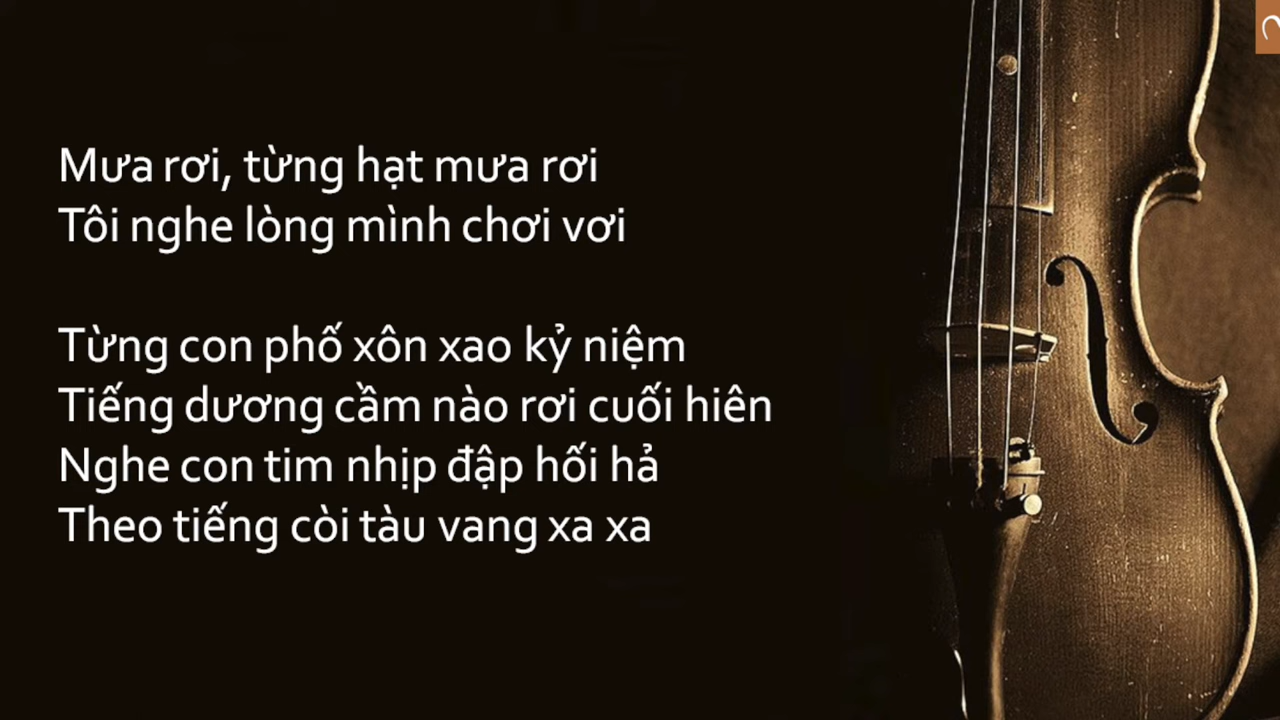 Mưa rơi, từng hạt mưa rơi
Tôi nghe lòng mình chơi vơi
Từng con phố xôn xao kỷ niệm
Tiếng dương cầm nào rơi cuối hiên
Nghe con tim nhịp đập hối hả
Theo tiếng còi tàu vang xa xa